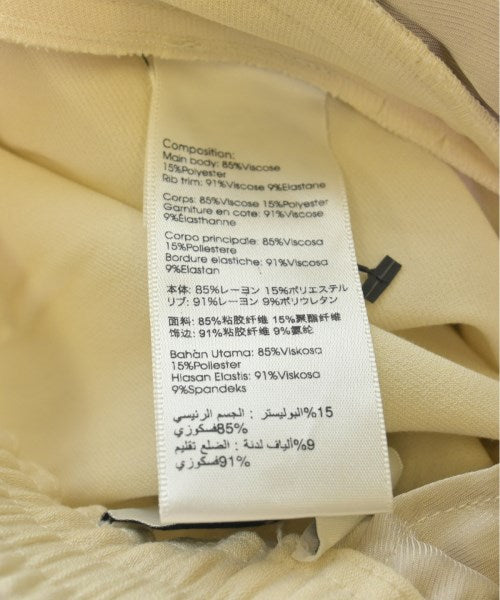 Composition:
Main body: 85%Viscose
15%Polyester
Rib trim: 91%Viscose 9%Elastane
Corps: 85%Viscose 15%Polyester
Garniture en cote: 91%Viscose
9%Élasthanne
Corpo principale: 85%Viscosa
15%Poliestere
Bordure elastiche: 91%Viscosa
9%Elastan
本体: 85%レーヨン 15%ポリエステル
リブ: 91%レーヨン 9%ポリウレタン
面料: 85%粘胶纤维 15%聚酯纤维
饰边: 91%粘胶纤维 9%氨纶
Bahan Utama: 85%Viskosa
15%Poliester
Hiasan Elastis: 91%Viskosa
9%Spandeks
15%البوليستر : الجسم الرئيسي
85%فسكوزي
9%ألياف لدنة : الضلع تقليم
91%فسكوزي